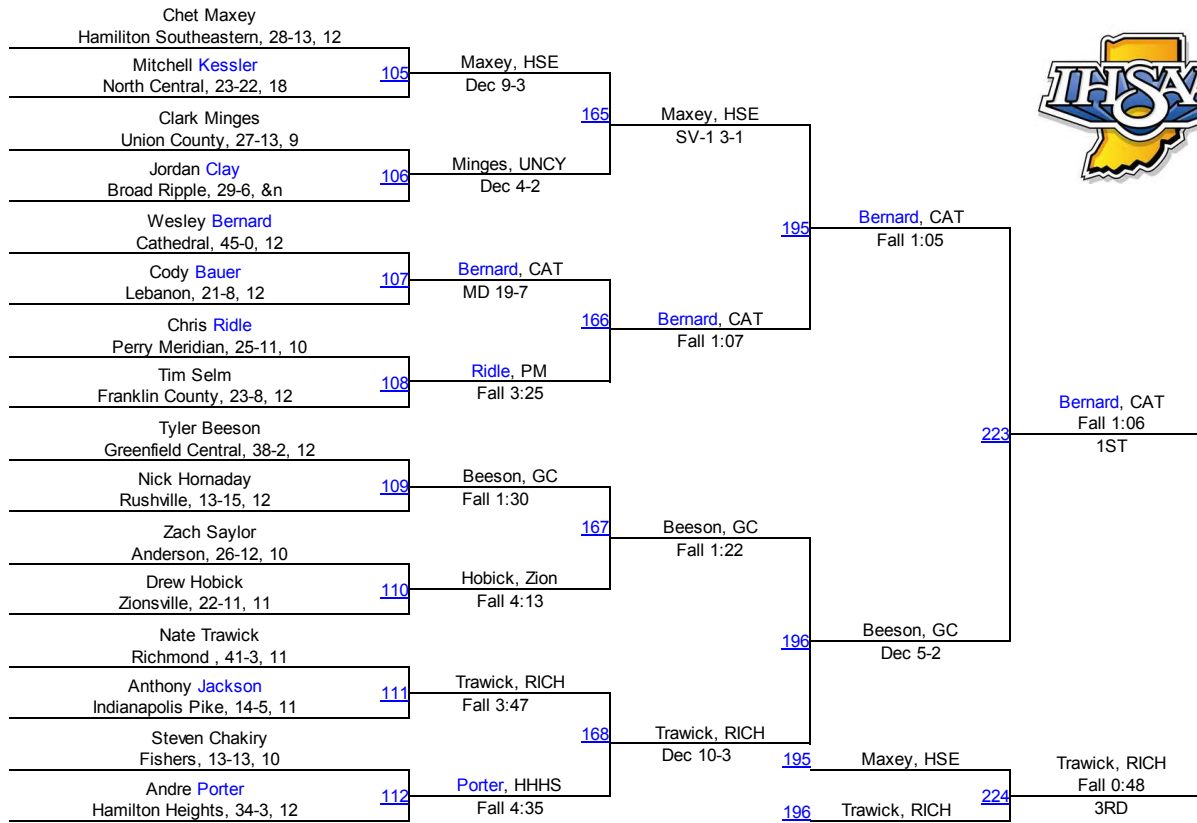 Chet Maxey
Hamiliton Southeastern, 28-13, 12
Mitchell Kessler
North Central, 23-22, 18
105
Maxey, HSE
Dec 9-3
Clark Minges
Union County, 27-13, 9
Jordan Clay
Broad Ripple, 29-6, &n
106
Minges, UNCY
Dec 4-2
165
Maxey, HSE
SV-1 3-1
Wesley Bernard
Cathedral, 45-0, 12
Cody Bauer
Lebanon, 21-8, 12
107
Bernard, CAT
MD 19-7
Chris Ridle
Perry Meridian, 25-11, 10
Tim Selm
Franklin County, 23-8, 12
108
Ridle, PM
Fall 3:25
166
Bernard, CAT
Fall 1:07
195
Bernard, CAT
Fall 1:05
Tyler Beeson
Greenfield Central, 38-2, 12
Nick Hornaday
Rushville, 13-15, 12
109
Beeson, GC
Fall 1:30
Zach Saylor
Anderson, 26-12, 10
Drew Hobick
Zionsville, 22-11, 11
110
Hobick, Zion
Fall 4:13
167
Beeson, GC
Fall 1:22
Nate Trawick
Richmond , 41-3, 11
Anthony Jackson
Indianapolis Pike, 14-5, 11
111
Trawick, RICH
Fall 3:47
Steven Chakiry
Fishers, 13-13, 10
Andre Porter
Hamilton Heights, 34-3, 12
112
Porter, HHHS
Fall 4:35
168
Trawick, RICH
Dec 10-3
196
Beeson, GC
Dec 5-2
223
Bernard, CAT
Fall 1:06
1ST
195
Maxey, HSE
196
Trawick, RICH
224
Trawick, RICH
Fall 0:48
3RD
IHSAA